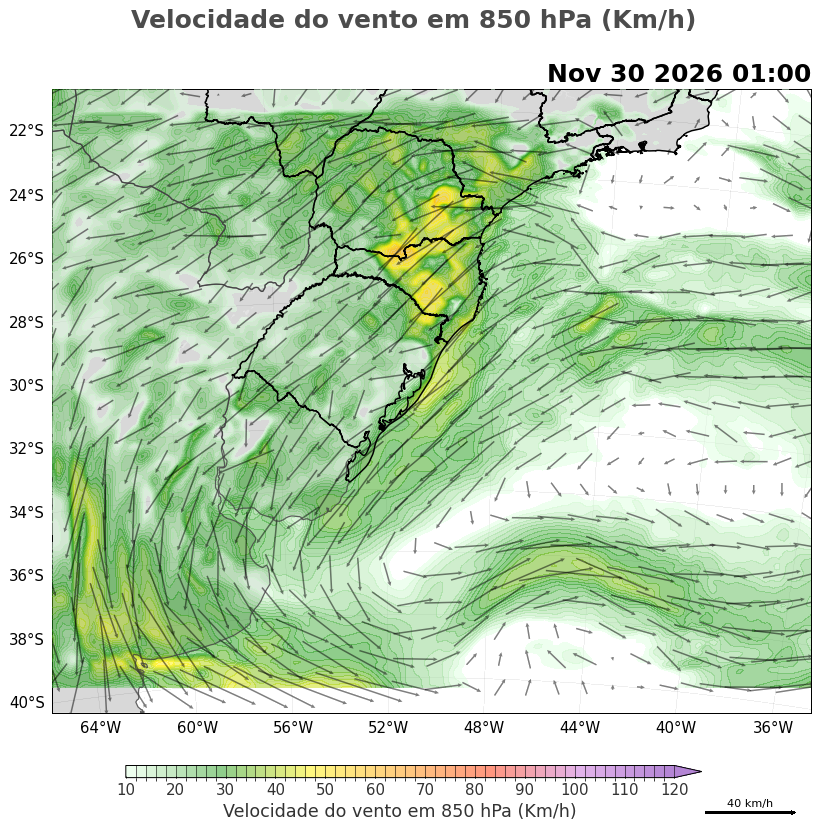 Velocidade do vento em 850 hPa (Km/h)
Nov 30 2026 01:00
22°S
24°S
26°S
28°S
30°S
32°S
34°S
36°S
38°S
40°S
64°W 60°W 56°W 52°W 48°W 44°W 40°W 36°W
10 20 30 40 50 60 70 80 90 100 110 120
Velocidade do vento em 850 hPa (Km/h)
40 km/h